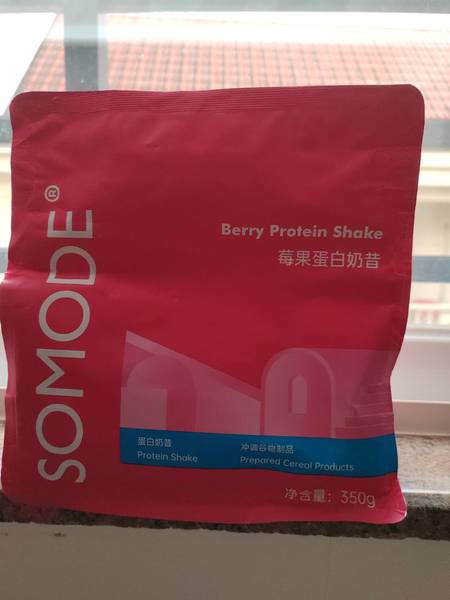 SOMODE®
Berry Protein Shake
莓果蛋白奶昔
蛋白奶昔
Protein Shake
冲调谷物制品
Prepared Cereal Products
净含量：350g